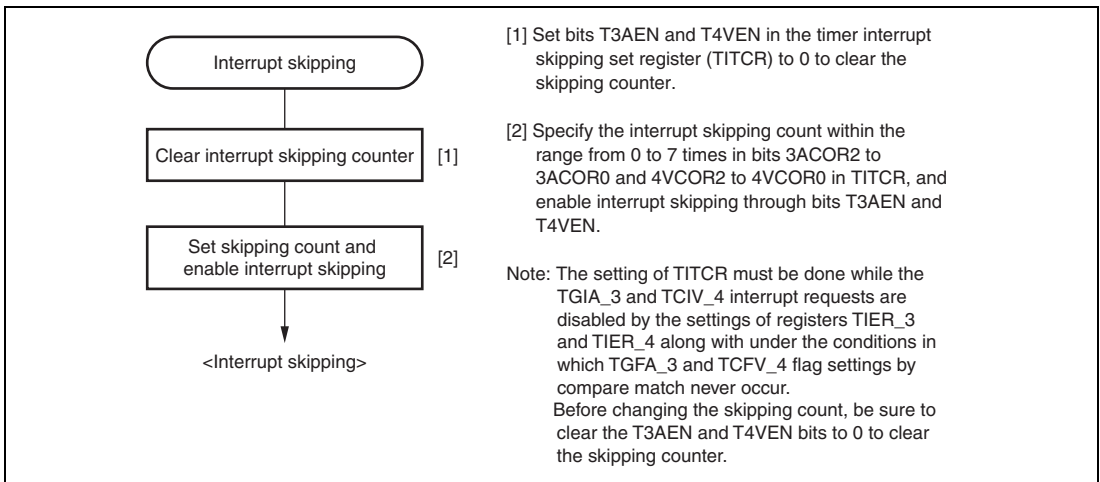 Interrupt skipping
Clear interrupt skipping counter
[1]
Set skipping count and
enable interrupt skipping
[2]
<Interrupt skipping>
[1] Set bits T3AEN and T4VEN in the timer interrupt
skipping set register (TITCR) to 0 to clear the
skipping counter.
[2] Specify the interrupt skipping count within the
range from 0 to 7 times in bits 3ACOR2 to
3ACOR0 and 4VCOR2 to 4VCOR0 in TITCR, and
enable interrupt skipping through bits T3AEN and
T4VEN.
Note: The setting of TITCR must be done while the
TGIA_3 and TCIV_4 interrupt requests are
disabled by the settings of registers TIER_3
and TIER_4 along with under the conditions in
which TGFA_3 and TCFV_4 flag settings by
compare match never occur.
Before changing the skipping count, be sure to
clear the T3AEN and T4VEN bits to 0 to clear
the skipping counter.